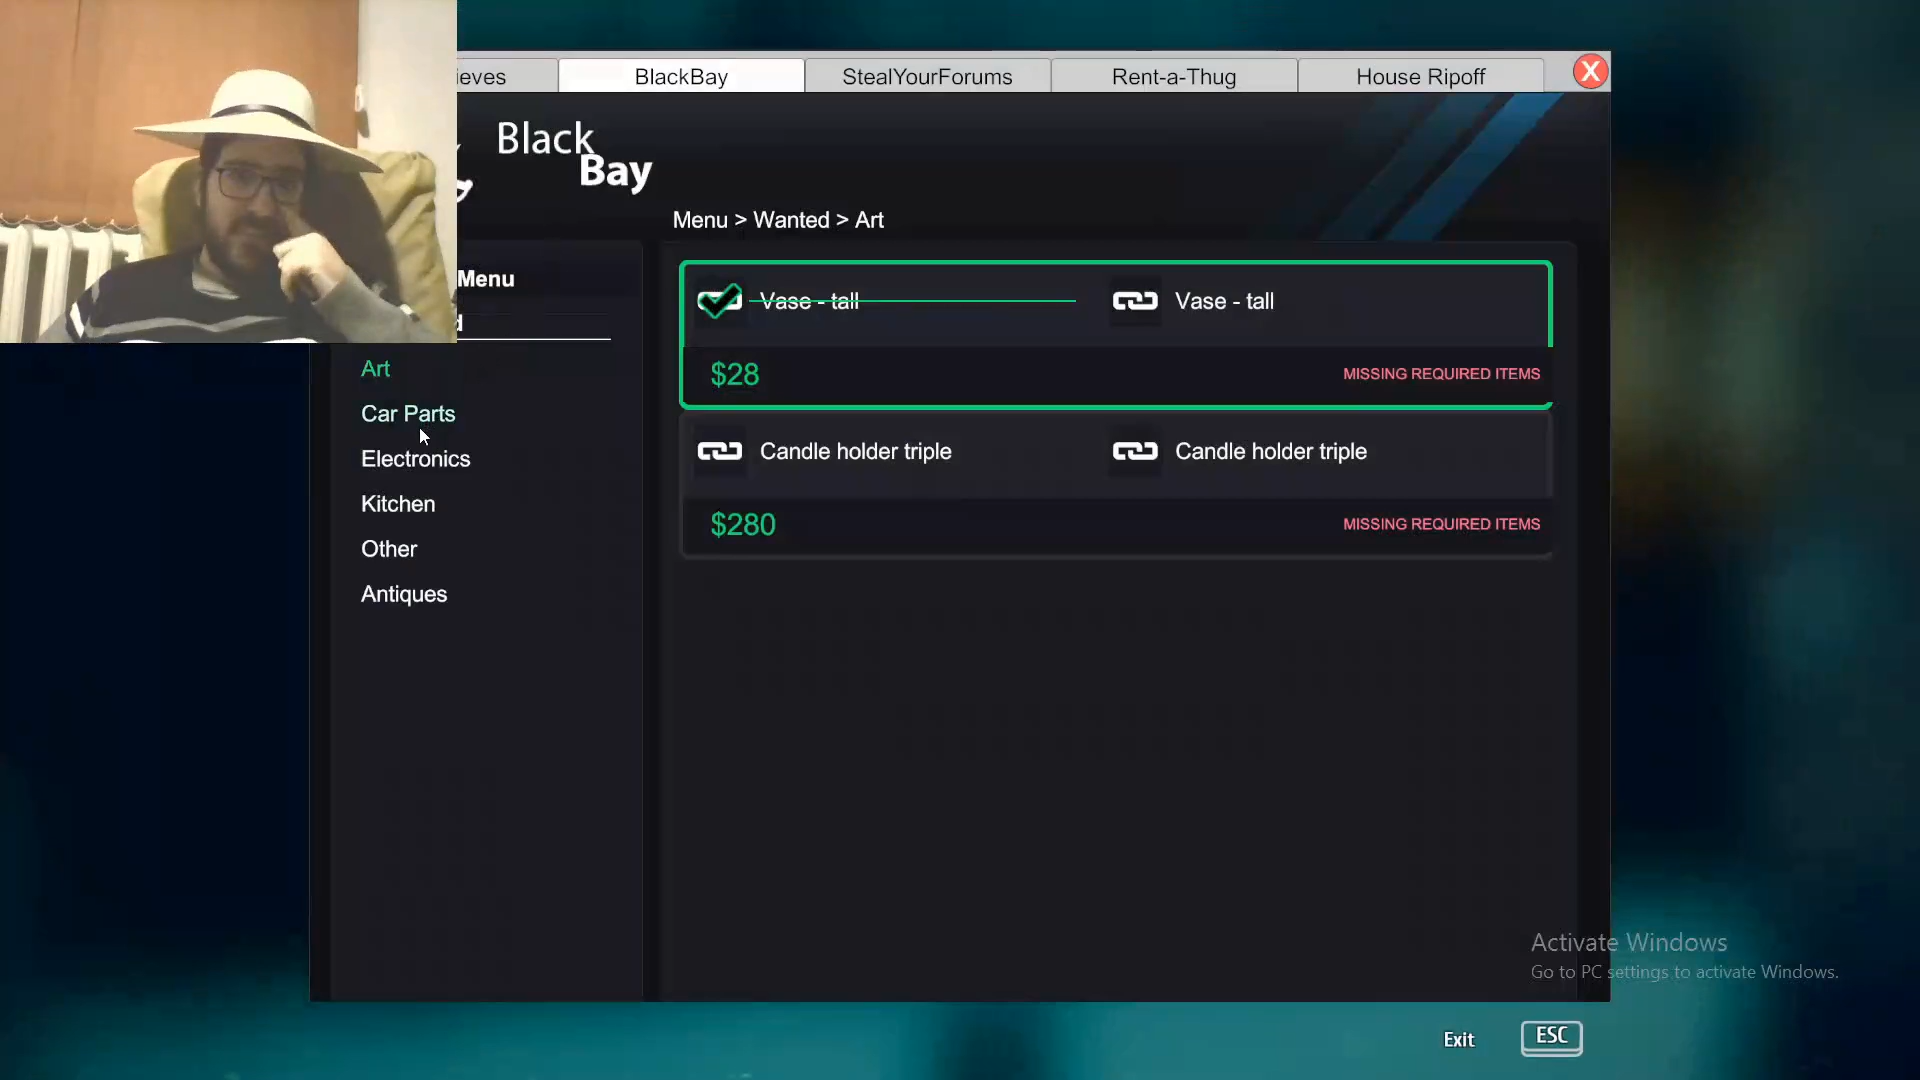 ieves
BlackBay
StealYourForums
Rent-a-Thug
House Ripoff
X
Black
Bay
Menu > Wanted > Art
Menu
d
Art
Car Parts
Electronics
Kitchen
Other
Antiques
Vase - tall
Vase - tall
$28
MISSING REQUIRED ITEMS
Candle holder triple
Candle holder triple
$280
MISSING REQUIRED ITEMS
Activate Windows
Go to PC settings to activate Windows.
Exit
ESC